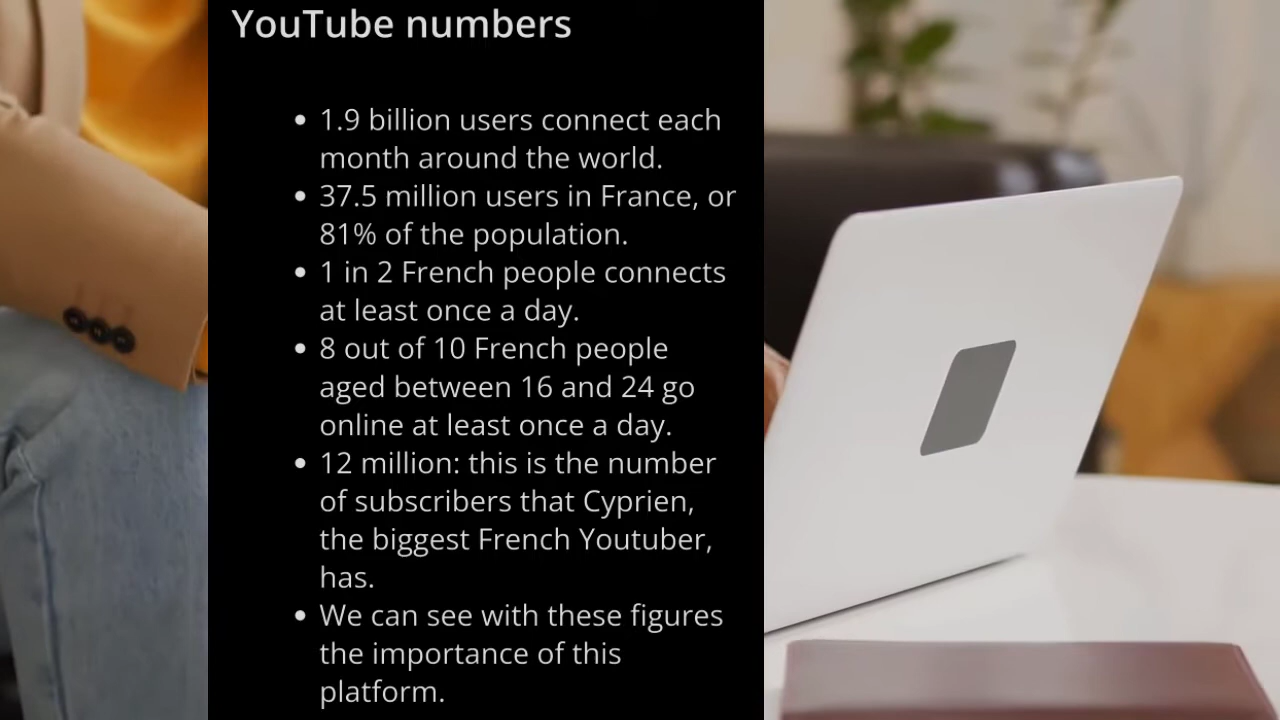 YouTube numbers
1.9 billion users connect each
month around the world.
37.5 million users in France, or
81% of the population.
1 in 2 French people connects
at least once a day.
8 out of 10 French people
aged between 16 and 24 go
online at least once a day.
12 million: this is the number
of subscribers that Cyprien,
the biggest French Youtuber,
has.
We can see with these figures
the importance of this
platform.